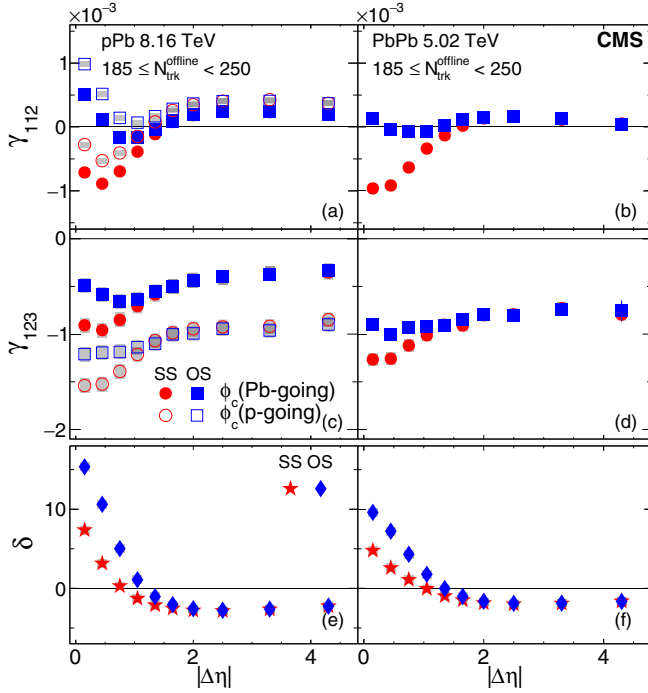 ×10⁻³
×10⁻³
pPb 8.16 TeV
PbPb 5.02 TeV
CMS
185 ≤ N_trk^offline < 250
185 ≤ N_trk^offline < 250
γ₁₁₂
1
0
−1
(a)
(b)
γ₁₂₃
0
−1
−2
SS OS
ϕ_c(Pb-going)
ϕ_c(p-going)
(c)
(d)
δ
10
0
SS OS
(e)
(f)
0 2 4
0 2 4
|Δη|
|Δη|